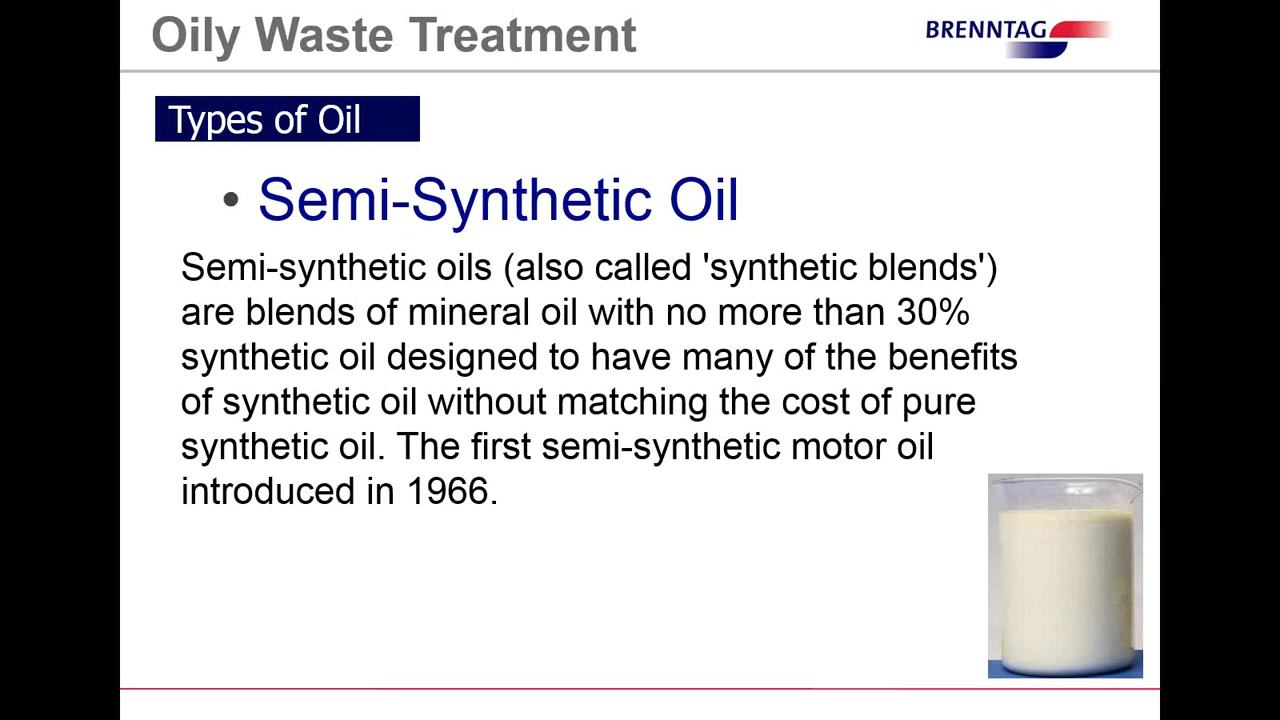 Oily Waste Treatment
BRENNTAG
Types of Oil
• Semi-Synthetic Oil
Semi-synthetic oils (also called 'synthetic blends')
are blends of mineral oil with no more than 30%
synthetic oil designed to have many of the benefits
of synthetic oil without matching the cost of pure
synthetic oil. The first semi-synthetic motor oil
introduced in 1966.